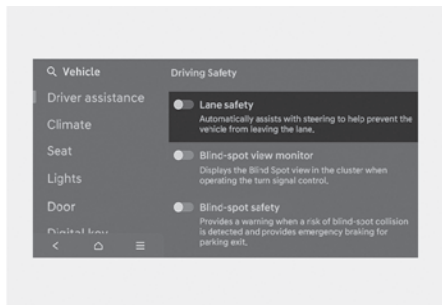 Vehicle
Driving Safety
Driver assistance
Climate
Seat
Lights
Door
Digital key
Lane safety
Automatically assists with steering to help prevent the
vehicle from leaving the lane.
Blind-spot view monitor
Displays the Blind Spot view in the cluster when
operating the turn signal control.
Blind-spot safety
Provides a warning when a risk of blind-spot collision
is detected and provides emergency braking for
parking exit.